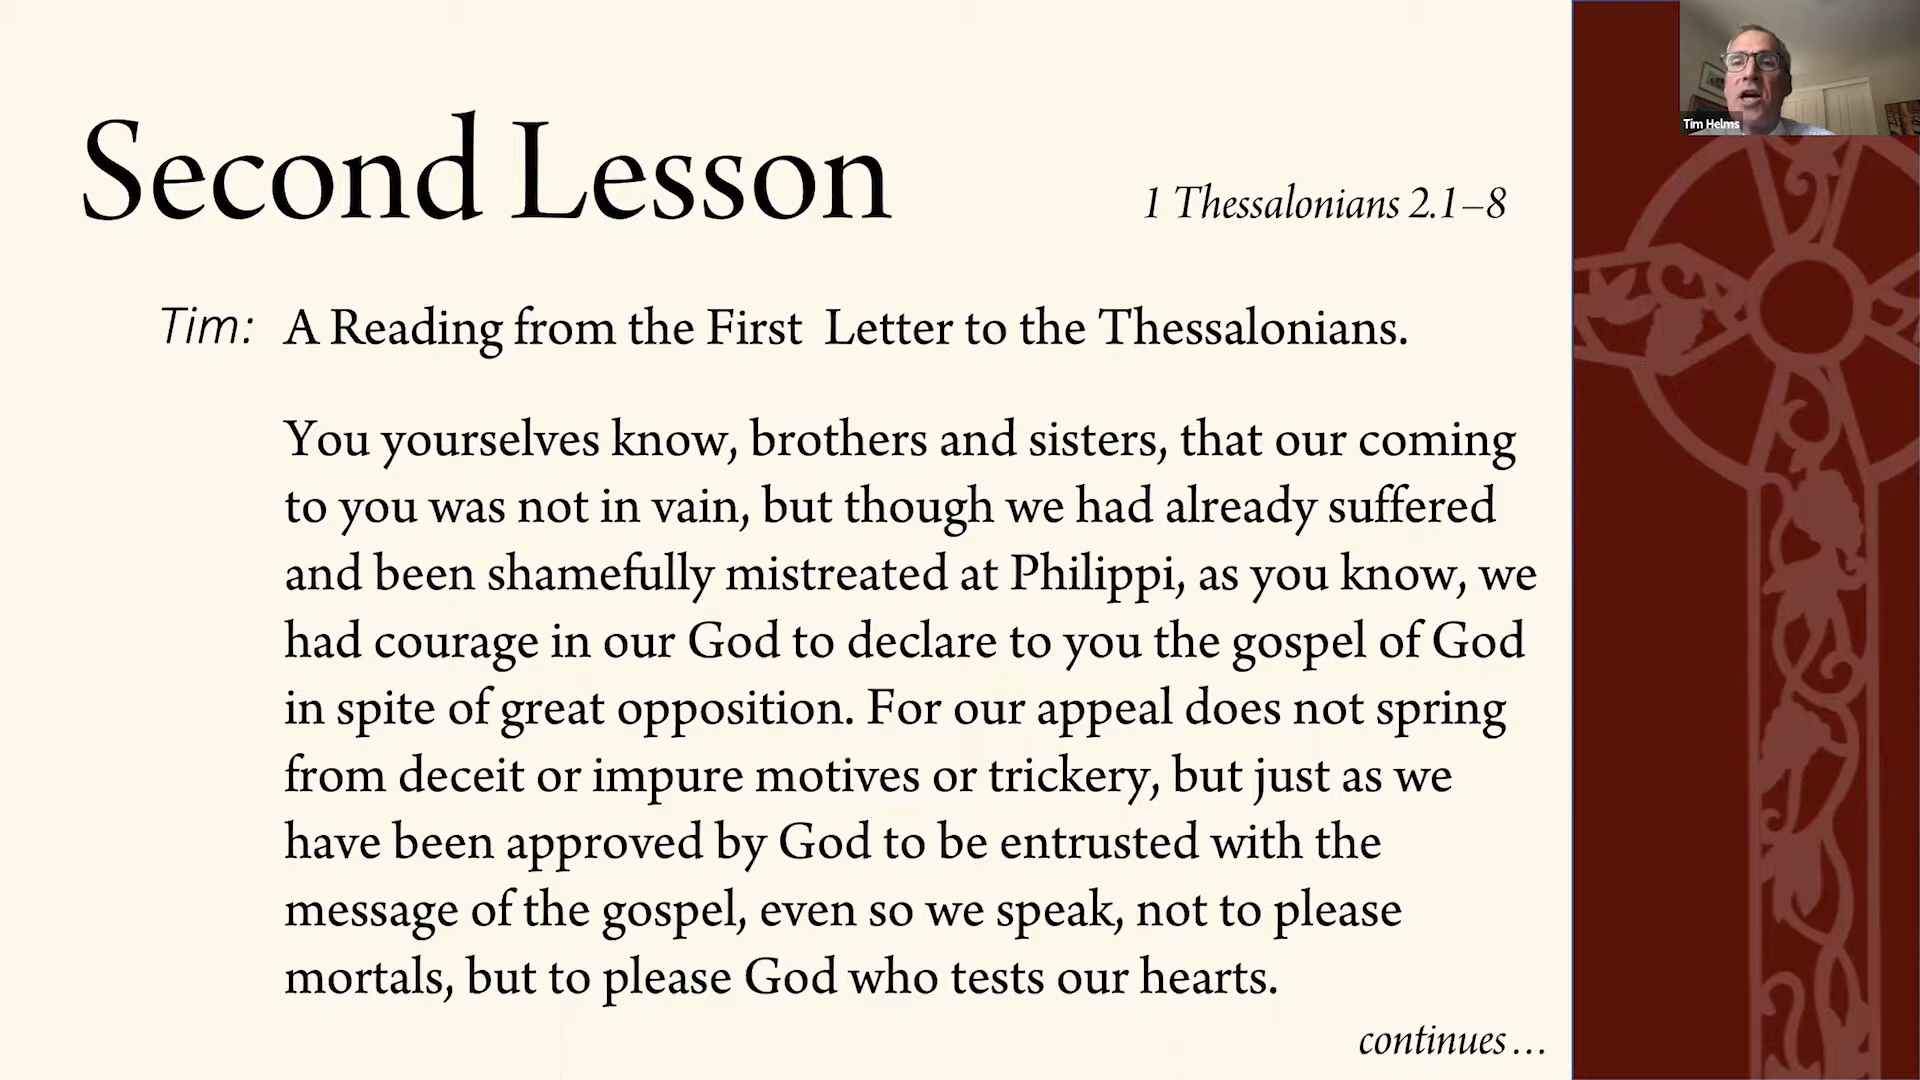 Tim Helms
Second Lesson
1 Thessalonians 2.1–8
Tim: A Reading from the First Letter to the Thessalonians.
You yourselves know, brothers and sisters, that our coming
to you was not in vain, but though we had already suffered
and been shamefully mistreated at Philippi, as you know, we
had courage in our God to declare to you the gospel of God
in spite of great opposition. For our appeal does not spring
from deceit or impure motives or trickery, but just as we
have been approved by God to be entrusted with the
message of the gospel, even so we speak, not to please
mortals, but to please God who tests our hearts.
continues…